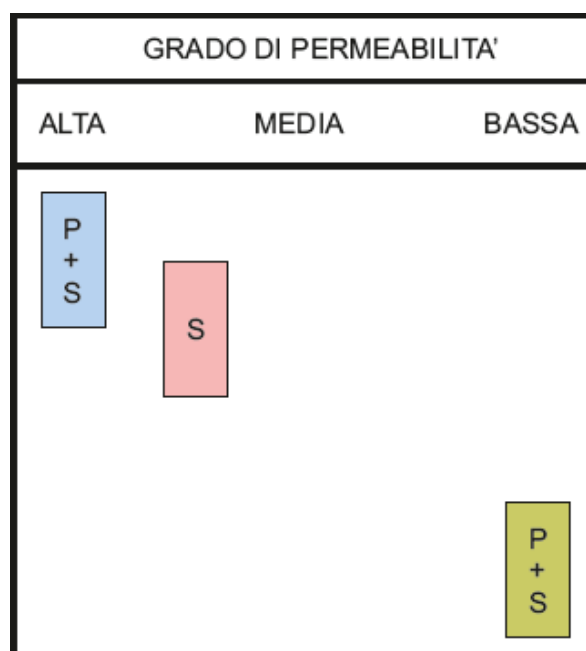 GRADO DI PERMEABILITA'
ALTA MEDIA BASSA
P
+
S
S
P
+
S